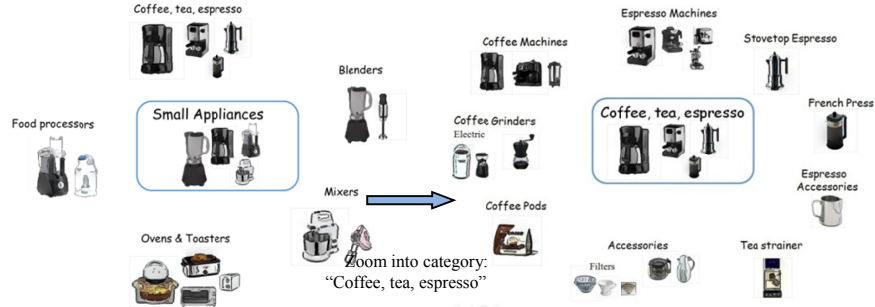 Coffee, tea, espresso
Food processors
Small Appliances
Blenders
Mixers
Ovens & Toasters
Zoom into category:
"Coffee, tea, espresso"
Coffee Machines
Espresso Machines
Stovetop Espresso
Coffee Grinders
Electric
Coffee, tea, espresso
French Press
Espresso
Accessories
Coffee Pods
Accessories
Filters
Tea strainer